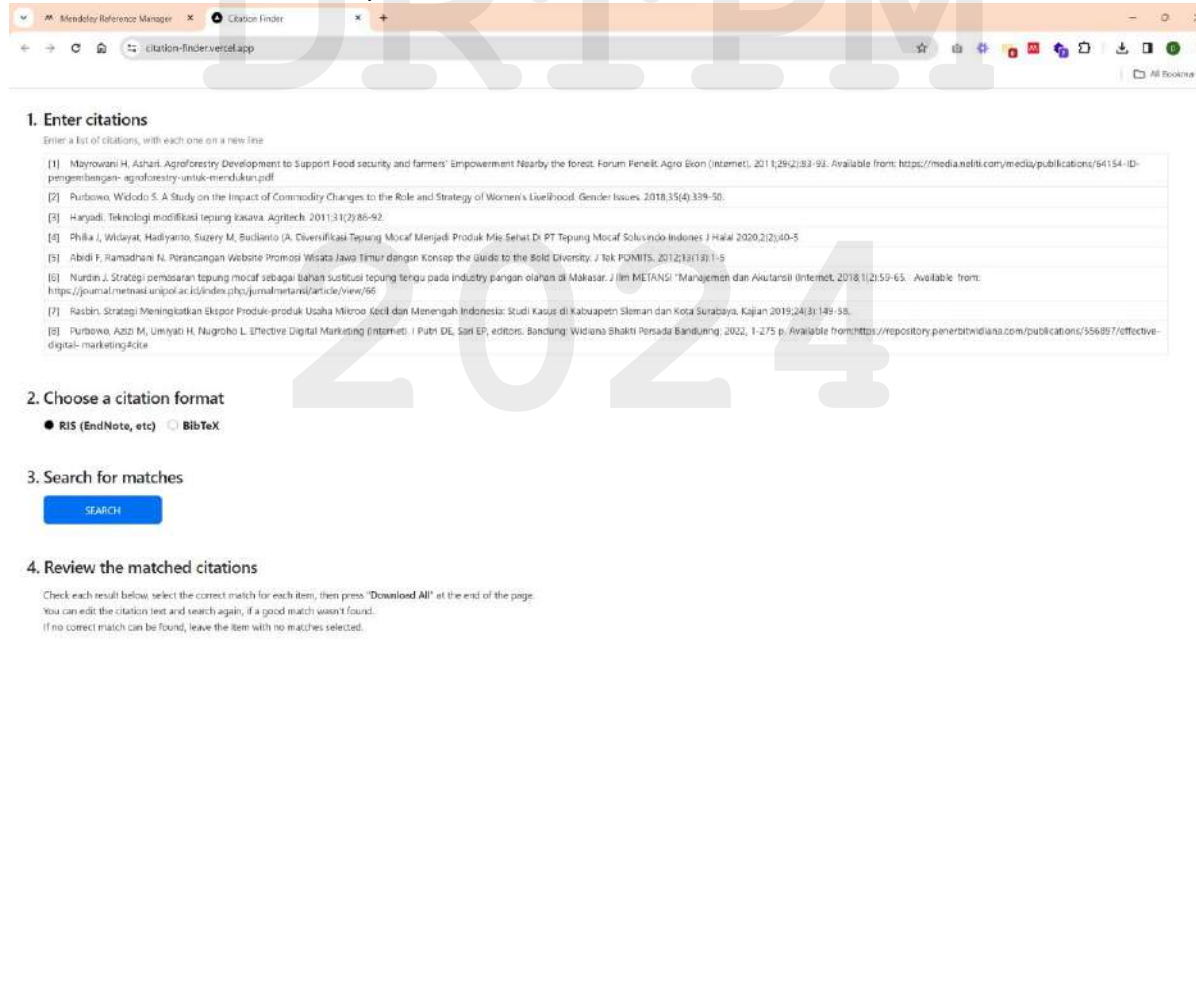 DRTPM
Mendeley Reference Manager
Citation Finder
citation-finder.vercel.app
All Bookmar
1. Enter citations
Enter a list of citations, with each one on a new line
[1] Mayrowani H, Ashari. Agroforestry Development to Support Food security and farmers' Empowerment Nearby the forest. Forum Penelit Agro Ekon (Internet). 2011;29(2):83-93. Available from: https://media.neliti.com/media/publlications/64154-ID-
pengembangan- agroforestry-untuk-mendukun.pdf
[2] Purbowo, Widodo S. A Study on the Impact of Commodity Changes to the Role and Strategy of Women's Livelihood. Gender Issues. 2018;35(4):339-50.
[3] Haryadi. Teknologi modifikasi tepung kasava. Agritech. 2011;31(2):86-92.
[4] Philia J, Widayat, Hadiyanto, Suzery M, Budianto (A. Diversifikasi Tepung Mocaf Menjadi Produk Mie Sehat Di PT Tepung Mocaf Solusindo Indones J Halal 2020;2(2);40-5
[5] Abidi F, Ramadhani N. Perancangan Website Promosi Wisata Jawa Timur dengan Konsep the Guide to the Bold Diversity. J Tek POMITS. 2012;13(13):1-5
[6] Nurdin J. Strategi pemasaran tepung mocaf sebagai bahan sustitusi tepung terigu pada industry pangan olahan di Makasar. J Ilm METANSI "Manajemen dan Akutansi) (Internet. 2018;1(2):59-65. Available from:
https://journal.metnasi.unipol.ac.id/index.php/jurnalmetansi/article/view/66
[7] Rasbin. Strategi Meningkatkan Ekspor Produk-produk Usaha Mikroo Kecil dan Menengah Indonesia: Studi Kasus di Kabuapetn Sleman dan Kota Surabaya. Kajian 2019;24(3):149-58.
[8] Purbowo, Azizi M, Umiyati H, Nugroho L. Effective Digital Marketing (Internet). I Putri DE, Sari EP, editors. Bandung: Widiana Bhakti Persada Bandunng; 2022, 1-275 p. Available from:https://repository.penerbitwidiana.com/publications/556897/effective-
digital- marketing#cite
2024
2. Choose a citation format
RIS (EndNote, etc) BibTeX
3. Search for matches
SEARCH
4. Review the matched citations
Check each result below, select the correct match for each item, then press "Download All" at the end of the page.
You can edit the citation text and search again, if a good match wasn't found.
If no correct match can be found, leave the item with no matches selected.